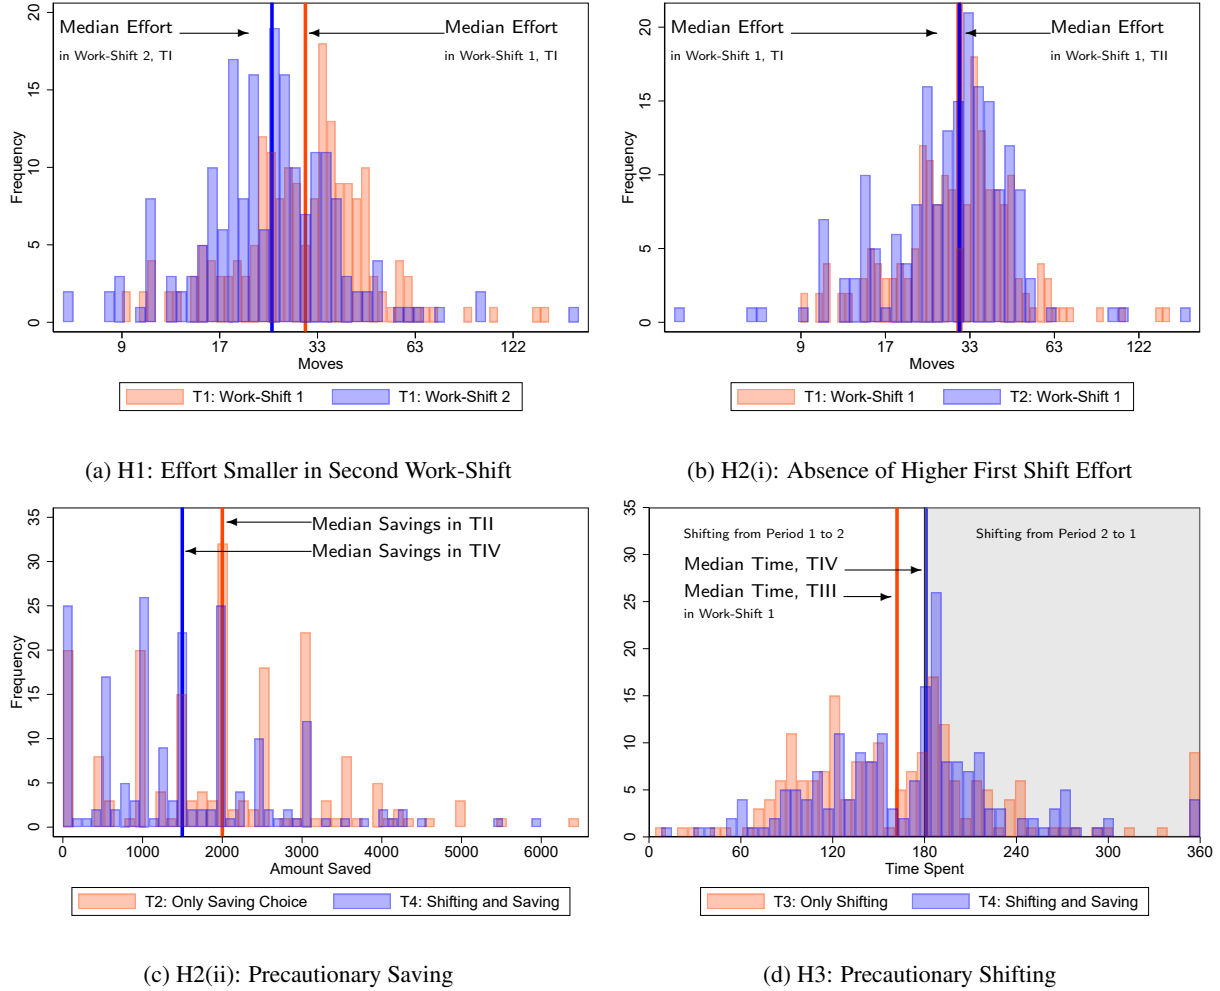 Median Effort
in Work-Shift 2, TI
Median Effort
in Work-Shift 1, TI
Frequency
0
5
10
15
20
9
17
33
63
122
Moves
T1: Work-Shift 1
T1: Work-Shift 2
(a) H1: Effort Smaller in Second Work-Shift
Median Effort
in Work-Shift 1, TI
Median Effort
in Work-Shift 1, TII
Frequency
0
5
10
15
20
9
17
33
63
122
Moves
T1: Work-Shift 1
T2: Work-Shift 1
(b) H2(i): Absence of Higher First Shift Effort
Median Savings in TII
Median Savings in TIV
Frequency
0
5
10
15
20
25
30
35
0
1000
2000
3000
4000
5000
6000
Amount Saved
T2: Only Saving Choice
T4: Shifting and Saving
(c) H2(ii): Precautionary Saving
Shifting from Period 1 to 2
Shifting from Period 2 to 1
Median Time, TIV
Median Time, TIII
in Work-Shift 1
Frequency
0
5
10
15
20
25
30
35
0
60
120
180
240
300
360
Time Spent
T3: Only Shifting
T4: Shifting and Saving
(d) H3: Precautionary Shifting